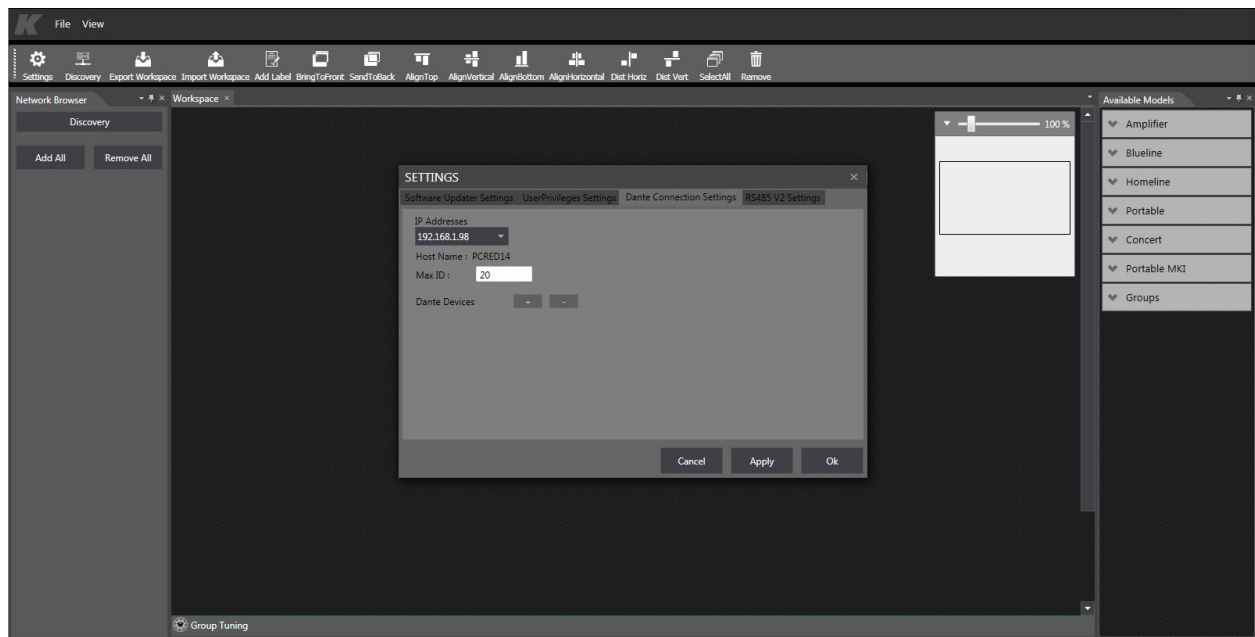 K
File View
Settings Discovery Export Workspace Import Workspace Add Label BringToFront SendToBack AlignTop AlignVertical AlignBottom AlignHorizontal Dist Horiz Dist Vert SelectAll Remove
Network Browser
Discovery
Add All Remove All
Workspace
100 %
SETTINGS
Software Updater Settings UserPrivileges Settings Dante Connection Settings RS485 V2 Settings
IP Addresses
192.168.1.98
Host Name : PCRED14
Max ID : 20
Dante Devices + -
Cancel Apply Ok
Group Tuning
Available Models
Amplifier
Blueline
Homeline
Portable
Concert
Portable MKI
Groups